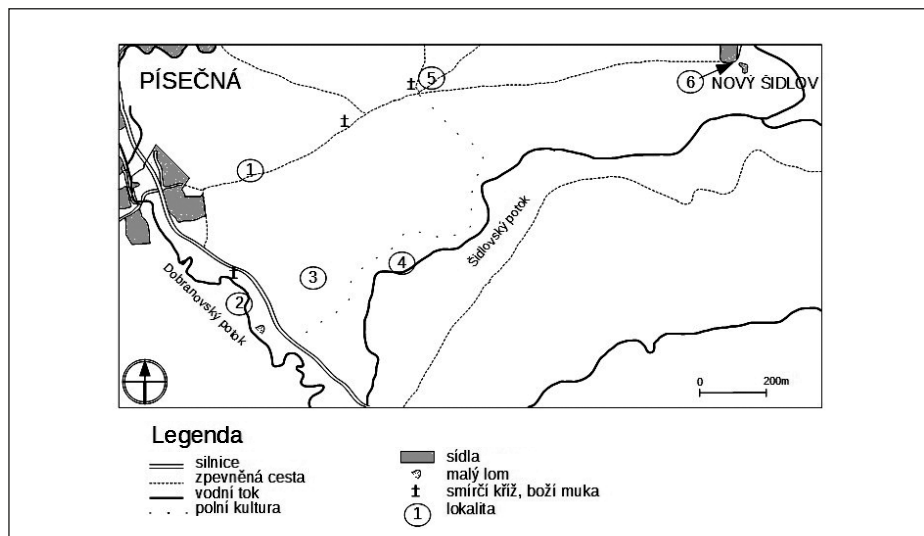 PÍSEČNÁ
5
6
NOVÝ ŠIDLOV
1
Šidlovský potok
4
3
2
Dobranovský potok
0 200m
Legenda
silnice
zpevněná cesta
vodní tok
polní kultura
sídla
malý lom
smírčí kříž, boží muka
1 lokalita